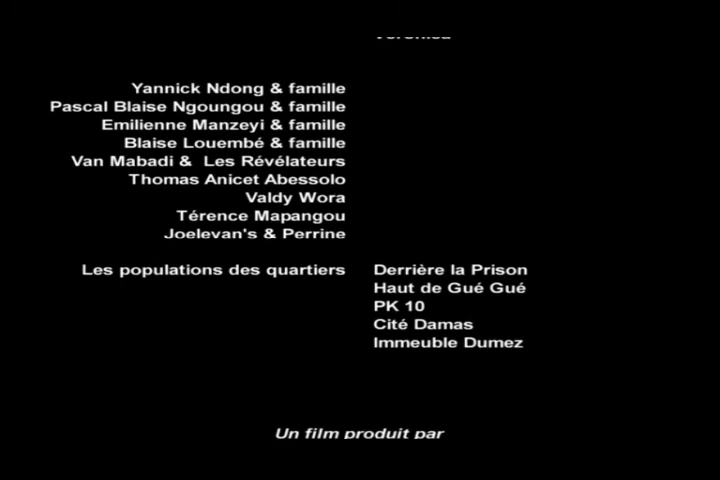 Yannick Ndong & famille
Pascal Blaise Ngoungou & famille
Emilienne Manzeyi & famille
Blaise Louembé & famille
Van Mabadi & Les Révélateurs
Thomas Anicet Abessolo
Valdy Wora
Térence Mapangou
Joelevan's & Perrine
Les populations des quartiers Derrière la Prison
Haut de Gué Gué
PK 10
Cité Damas
Immeuble Dumez
Un film produit par